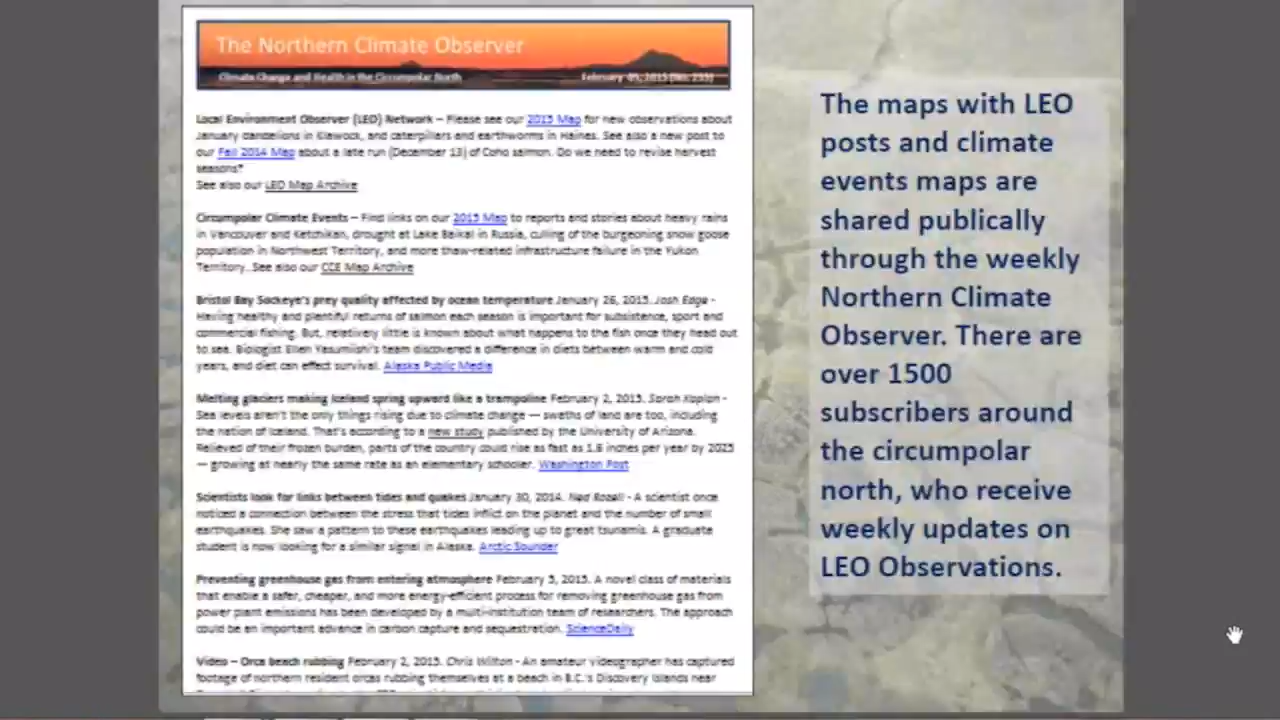 The Northern Climate Observer
Climate Change and Health in the Circumpolar North
February 05, 2015 (No. 255)
Local Environment Observer (LEO) Network – Please see our 2015 Map for new observations about
January dandelions in Klawock, and caterpillars and earthworms in Haines. See also a new post to
our Fall 2014 Map about a late run (December 13) of Coho salmon. Do we need to revise harvest
seasons?
See also our LEO Map Archive
Circumpolar Climate Events – Find links on our 2015 Map to reports and stories about heavy rains
in Vancouver and Ketchikan, drought at Lake Baikal in Russia, culling of the burgeoning snow goose
population in Northwest Territory, and more thaw-related infrastructure failure in the Yukon
Territory. See also our CCE Map Archive
Bristol Bay Sockeye's prey quality affected by ocean temperature January 26, 2015. Josh Edge -
Having healthy and plentiful returns of salmon each season is important for subsistence, sport and
commercial fishing. But, relatively little is known about what happens to the fish once they head out
to sea. Biologist Ellen Yasumiishi's team discovered a difference in diets between warm and cold
years, and diet can effect survival. Alaska Public Media
Melting glaciers making Iceland spring upward like a trampoline February 2, 2015. Sarah Kaplan -
Sea levels aren't the only things rising due to climate change — swaths of land are too, including
the nation of Iceland. That's according to a new study published by the University of Arizona.
Relieved of their frozen burden, parts of the country could rise as fast as 1.6 inches per year by 2025
— growing at nearly the same rate as an elementary schooler. Washington Post
Scientists look for links between tides and quakes January 30, 2014. Ned Rozell - A scientist once
noticed a connection between the stress that tides inflict on the planet and the number of small
earthquakes. She saw a pattern to these earthquakes leading up to great tsunamis. A graduate
student is now looking for a similar signal in Alaska. Arctic Sounder
Preventing greenhouse gas from entering atmosphere February 5, 2015. A novel class of materials
that enable a safer, cheaper, and more energy-efficient process for removing greenhouse gas from
power plant emissions has been developed by a multi-institution team of researchers. The approach
could be an important advance in carbon capture and sequestration. ScienceDaily
Video – Orca beach rubbing February 2, 2015. Chris Wilton - An amateur videographer has captured
footage of northern resident orcas rubbing themselves at a beach in B.C.'s Discovery Islands near
The maps with LEO
posts and climate
events maps are
shared publically
through the weekly
Northern Climate
Observer. There are
over 1500
subscribers around
the circumpolar
north, who receive
weekly updates on
LEO Observations.